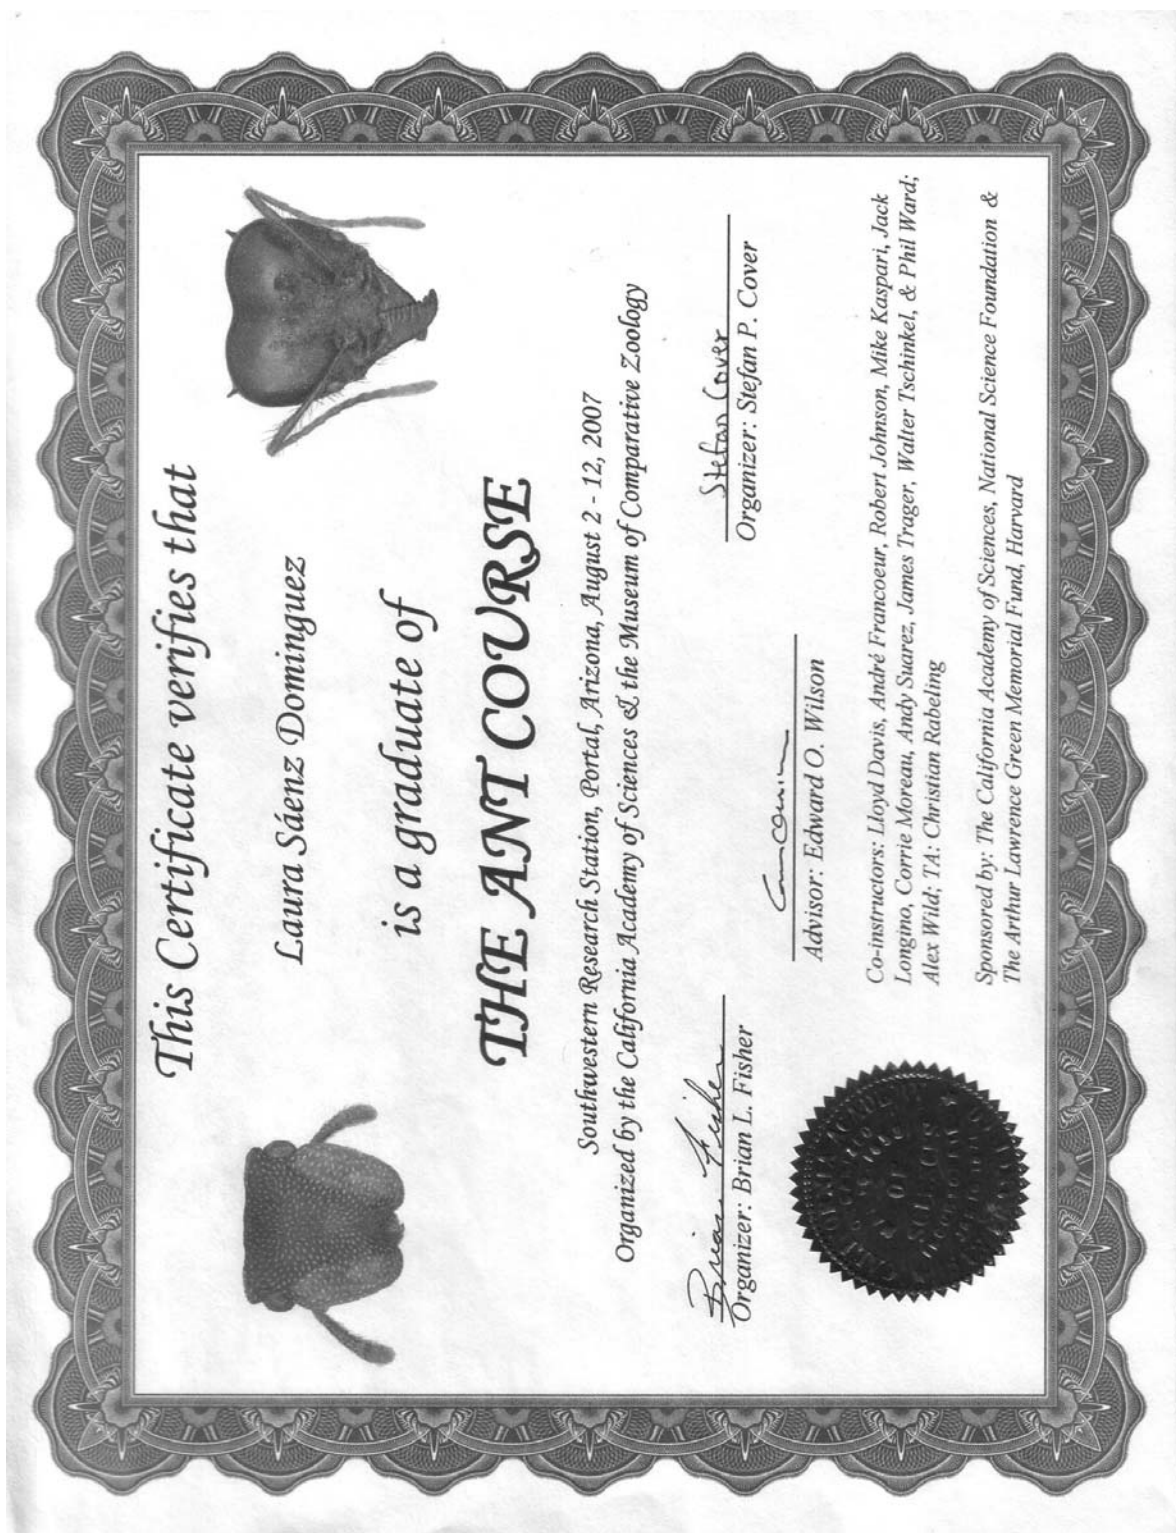 This Certificate verifies that
Laura Sáenz Dominguez
is a graduate of
THE ANT COURSE
Southwestern Research Station, Portal, Arizona, August 2 - 12, 2007
Organized by the California Academy of Sciences & the Museum of Comparative Zoology
Brian Fisher
Organizer: Brian L. Fisher
Advisor: Edward O. Wilson
Stefan Cover
Organizer: Stefan P. Cover
Co-instructors: Lloyd Davis, André Francoeur, Robert Johnson, Mike Kaspari, Jack
Longino, Corrie Moreau, Andy Suarez, James Trager, Walter Tschinkel, & Phil Ward;
Alex Wild; TA: Christian Rabeling
Sponsored by: The California Academy of Sciences, National Science Foundation &
The Arthur Lawrence Green Memorial Fund, Harvard